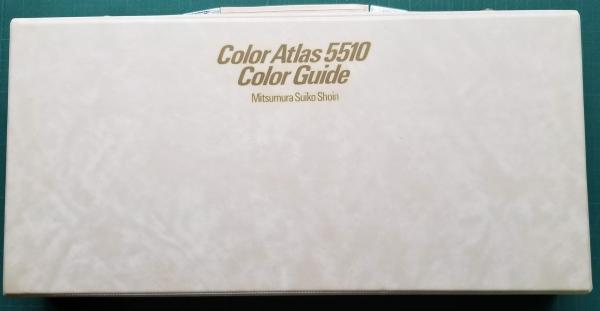 Color Atlas 5510
Color Guide
Mitsumura Suiko Shoin